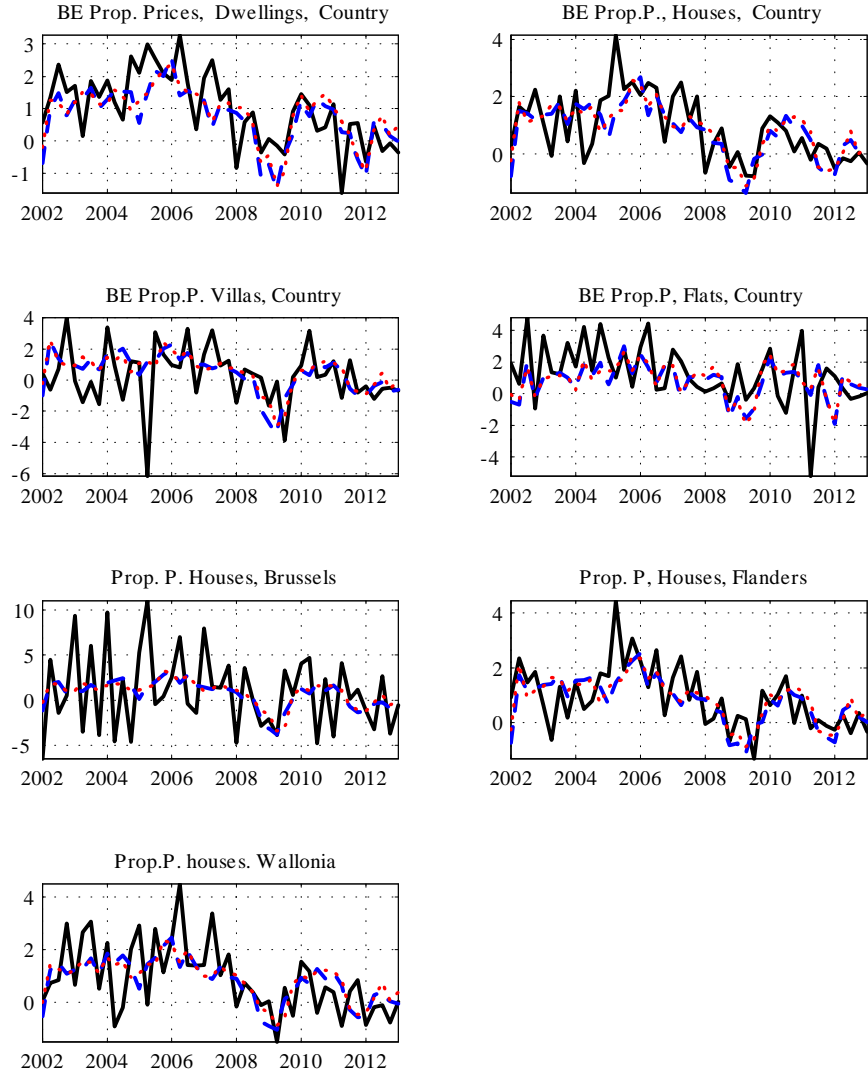 BE Prop. Prices, Dwellings, Country
3
2
1
0
-1
2002 2004 2006 2008 2010 2012
BE Prop.P., Houses, Country
4
2
0
2002 2004 2006 2008 2010 2012
BE Prop.P. Villas, Country
4
2
0
-2
-4
-6
2002 2004 2006 2008 2010 2012
BE Prop.P, Flats, Country
4
2
0
-2
-4
2002 2004 2006 2008 2010 2012
Prop. P. Houses, Brussels
10
5
0
-5
2002 2004 2006 2008 2010 2012
Prop. P, Houses, Flanders
4
2
0
2002 2004 2006 2008 2010 2012
Prop.P. houses. Wallonia
4
2
0
2002 2004 2006 2008 2010 2012